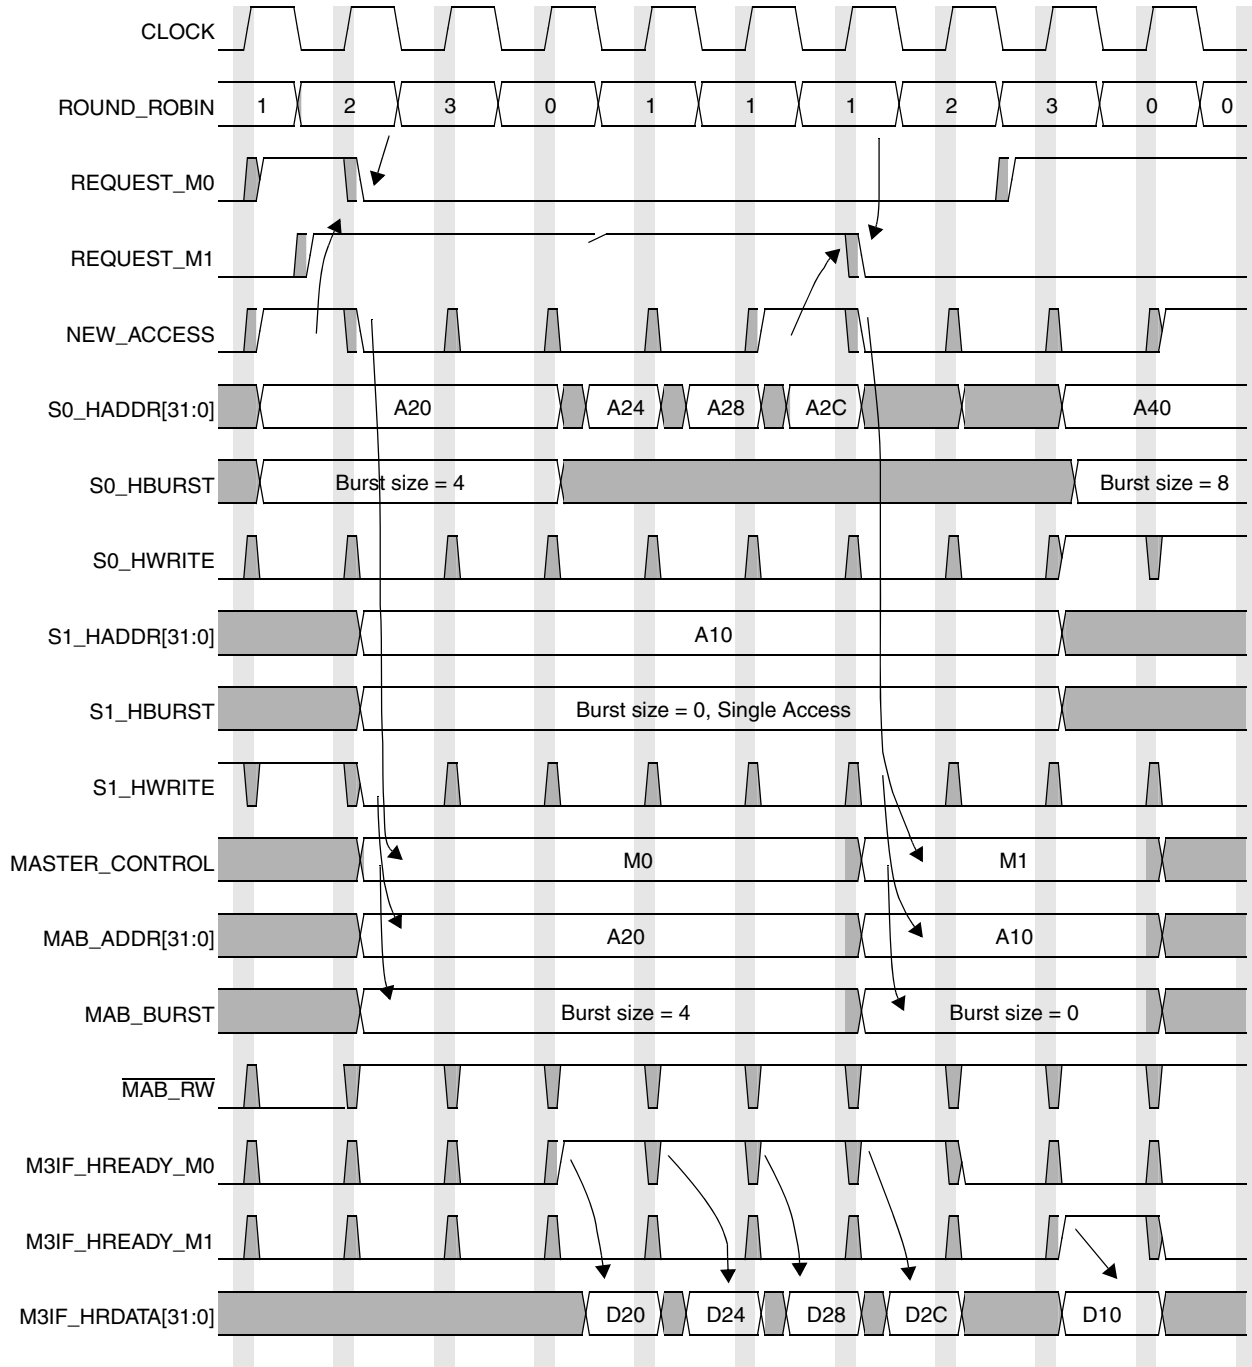 CLOCK
ROUND_ROBIN 1 2 3 0 1 1 1 2 3 0 0
REQUEST_M0
REQUEST_M1
NEW_ACCESS
S0_HADDR[31:0] A20 A24 A28 A2C A40
S0_HBURST Burst size = 4 Burst size = 8
S0_HWRITE
S1_HADDR[31:0] A10
S1_HBURST Burst size = 0, Single Access
S1_HWRITE
MASTER_CONTROL M0 M1
MAB_ADDR[31:0] A20 A10
MAB_BURST Burst size = 4 Burst size = 0
MAB_RW
M3IF_HREADY_M0
M3IF_HREADY_M1
M3IF_HRDATA[31:0] D20 D24 D28 D2C D10